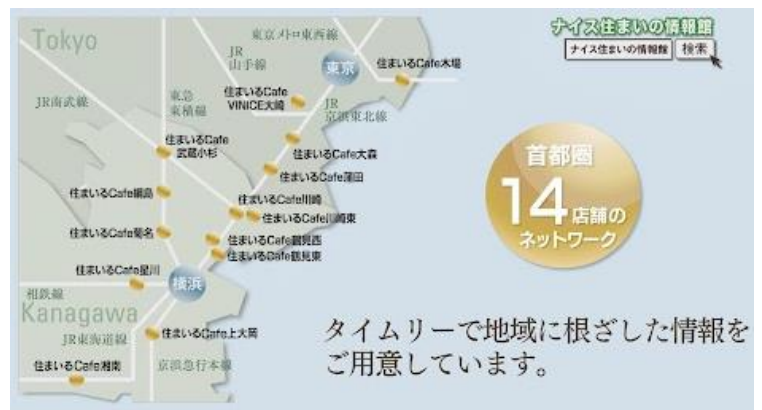 Tokyo
東京メトロ東西線
JR
山手線
東京
住まいるCafe木場
ナイス住まいの情報館
ナイス住まいの情報館
検索
JR南武線
東急
東横線
住まいるCafe
VINICE大崎
JR
京浜東北線
住まいるCafe
武蔵小杉
住まいるCafe大森
住まいるCafe蒲田
住まいるCafe綱島
住まいるCafe川崎
住まいるCafe川崎東
住まいるCafe菊名
住まいるCafe鶴見西
住まいるCafe鶴見東
住まいるCafe星川
横浜
相鉄線
Kanagawa
JR東海道線
住まいるCafe上大岡
住まいるCafe湘南
京浜急行本線
首都圏
14店舗の
ネットワーク
タイムリーで地域に根ざした情報を
ご用意しています。